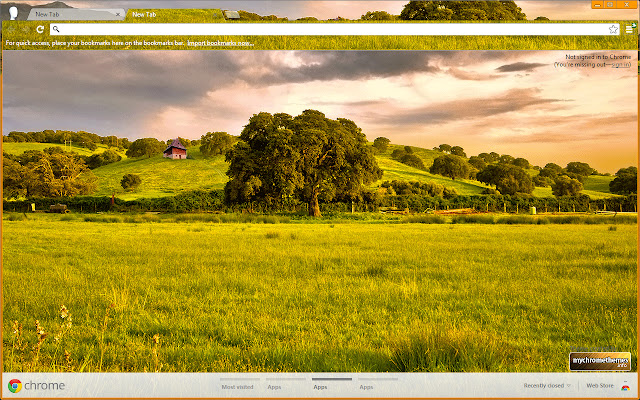 New Tab
New Tab
For quick access, place your bookmarks here on the bookmarks bar. Import bookmarks now...
Not signed in to Chrome
(You're missing out—sign in)
mychromethemes
.info
chrome
Most visited
Apps
Apps
Apps
Recently closed
Web Store